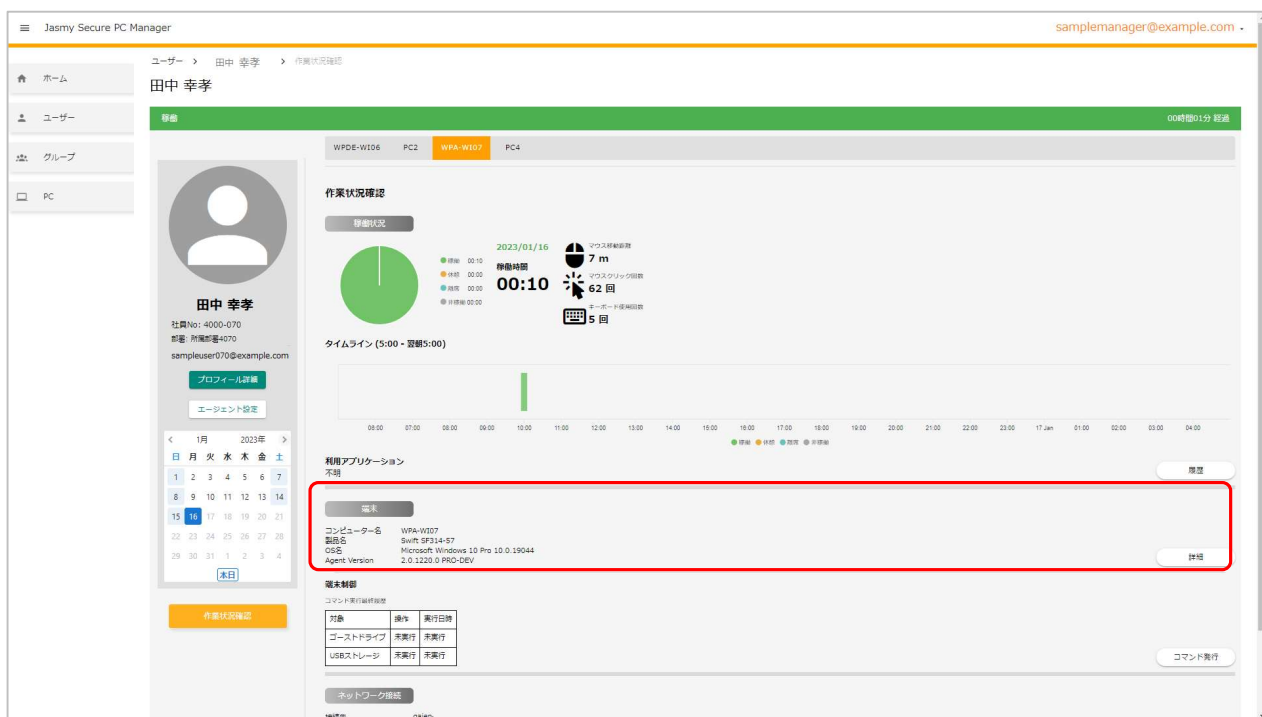 Jasmy Secure PC Manager
samplemanager@example.com
ホーム
ユーザー
グループ
PC
ユーザー > 田中 幸孝 > 作業状況確認
田中 幸孝
稼働
00時間01分 経過
WPDE-WI06 PC2 WPA-WI07 PC4
田中 幸孝
社員No: 4000-070
部署: 所属部署4070
sampleuser070@example.com
プロフィール詳細
エージェント設定
< 1月 2023年 >
日 月 火 水 木 金 土
1 2 3 4 5 6 7
8 9 10 11 12 13 14
15 16 17 18 19 20 21
22 23 24 25 26 27 28
29 30 31 1 2 3 4
本日
作業状況確認
作業状況確認
稼働状況
稼働 00:10
休憩 00:00
離席 00:00
非稼働 00:00
2023/01/16
稼働時間
00:10
マウス移動距離
7 m
マウスクリック回数
62 回
キーボード使用回数
5 回
タイムライン (5:00 - 翌朝5:00)
06:00 07:00 08:00 09:00 10:00 11:00 12:00 13:00 14:00 15:00 16:00 17:00 18:00 19:00 20:00 21:00 22:00 23:00 17 Jan 01:00 02:00 03:00 04:00
稼働 休憩 離席 非稼働
利用アプリケーション
不明
履歴
端末
コンピューター名 WPA-WI07
製品名 Swift SF314-57
OS名 Microsoft Windows 10 Pro 10.0.19044
Agent Version 2.0.1220.0 PRO-DEV
詳細
端末制御
コマンド実行最終履歴
対象 操作 実行日時
ゴーストドライブ 未実行 未実行
USBストレージ 未実行 未実行
コマンド発行
ネットワーク接続